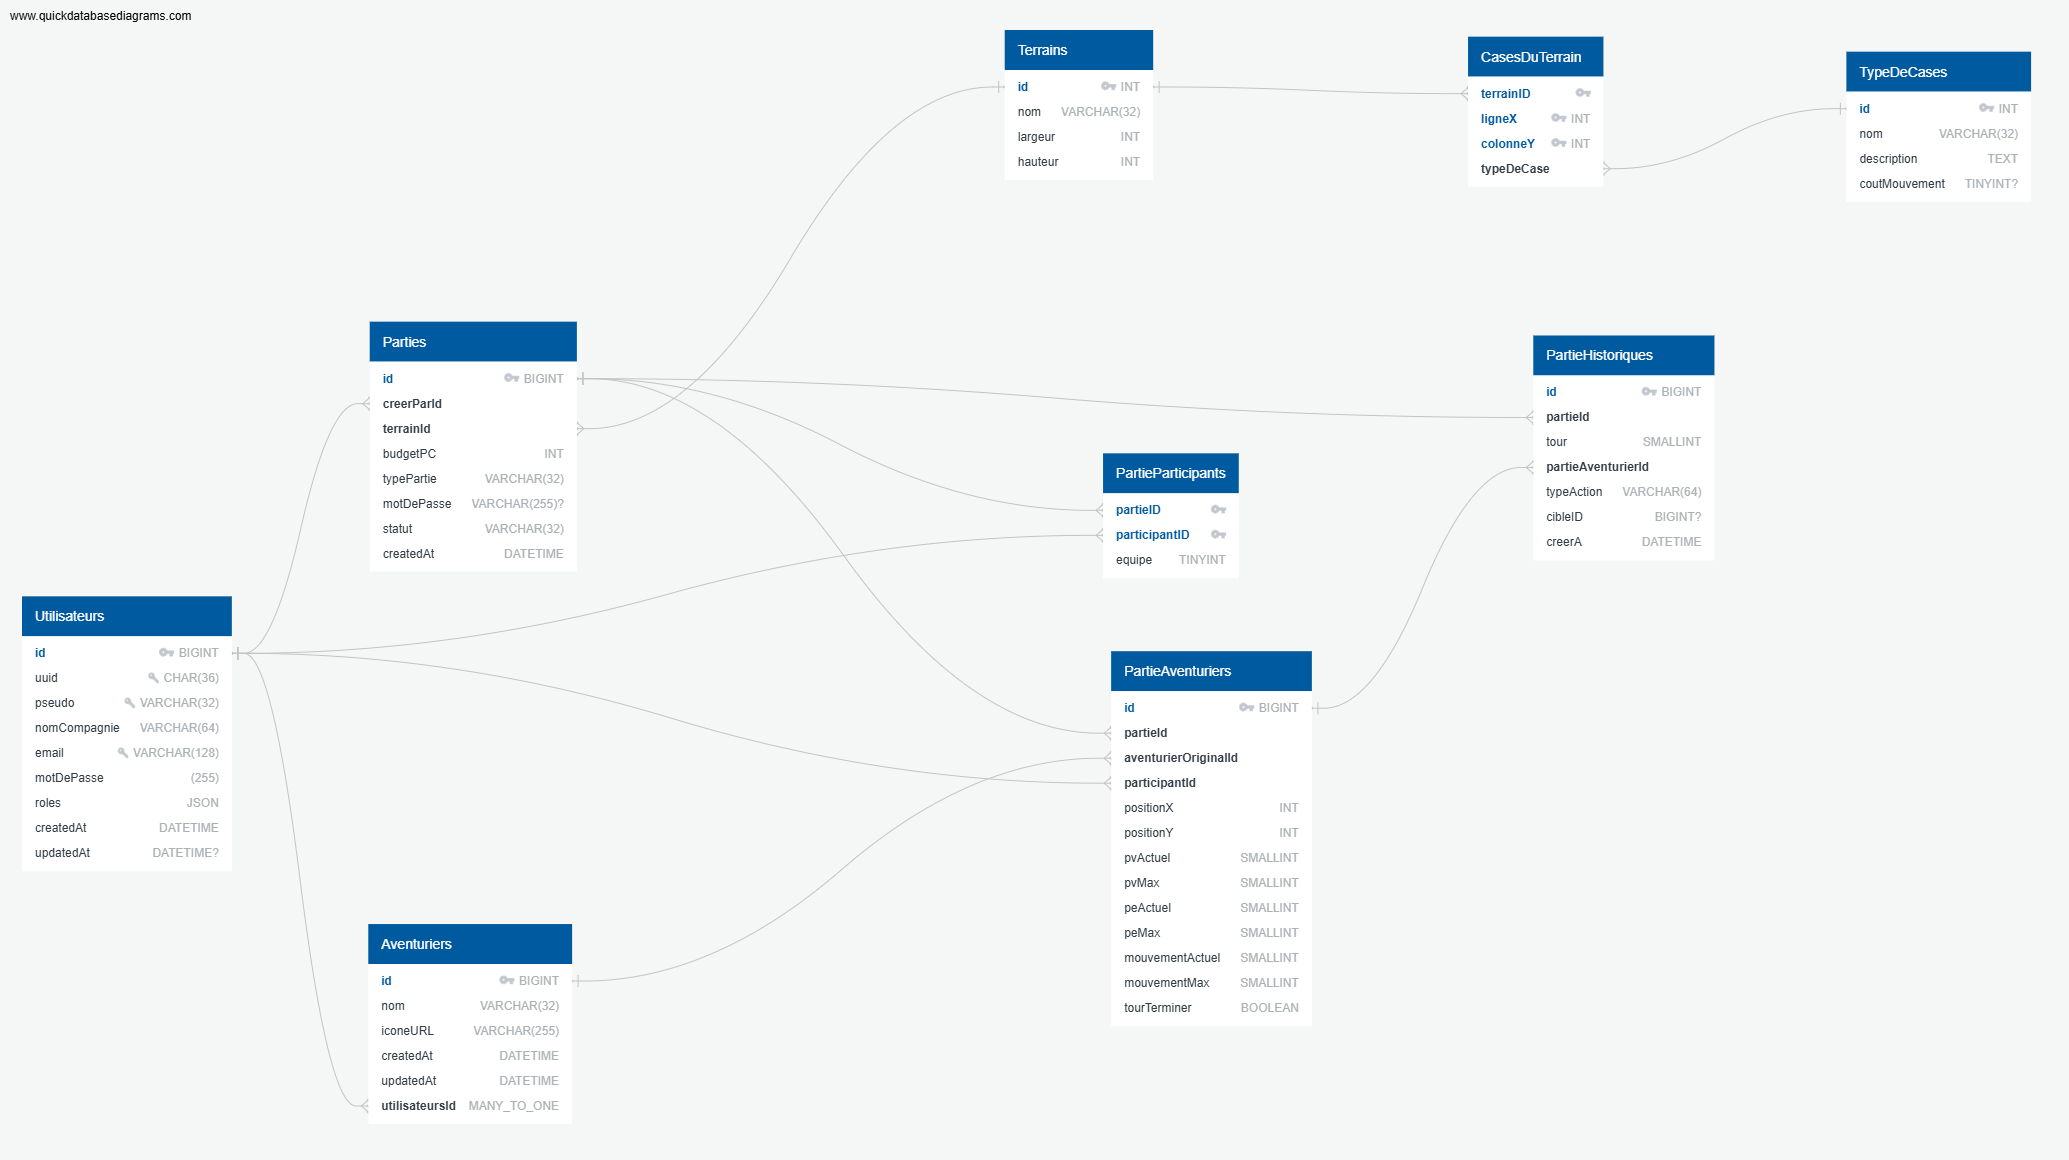 www.quickdatabasediagrams.com
Terrains
id INT
nom VARCHAR(32)
largeur INT
hauteur INT
CasesDuTerrain
terrainID
ligneX INT
colonneY INT
typeDeCase
TypeDeCases
id INT
nom VARCHAR(32)
description TEXT
coutMouvement TINYINT?
Parties
id BIGINT
creerParId
terrainId
budgetPC INT
typePartie VARCHAR(32)
motDePasse VARCHAR(255)?
statut VARCHAR(32)
createdAt DATETIME
PartieHistoriques
id BIGINT
partieId
tour SMALLINT
partieAventurierId
typeAction VARCHAR(64)
cibleID BIGINT?
creerA DATETIME
PartieParticipants
partieID
participantID
equipe TINYINT
Utilisateurs
id BIGINT
uuid CHAR(36)
pseudo VARCHAR(32)
nomCompagnie VARCHAR(64)
email VARCHAR(128)
motDePasse (255)
roles JSON
createdAt DATETIME
updatedAt DATETIME?
PartieAventuriers
id BIGINT
partieId
aventurierOriginalId
participantId
positionX INT
positionY INT
pvActuel SMALLINT
pvMax SMALLINT
peActuel SMALLINT
peMax SMALLINT
mouvementActuel SMALLINT
mouvementMax SMALLINT
tourTerminer BOOLEAN
Aventuriers
id BIGINT
nom VARCHAR(32)
iconeURL VARCHAR(255)
createdAt DATETIME
updatedAt DATETIME
utilisateursId MANY_TO_ONE